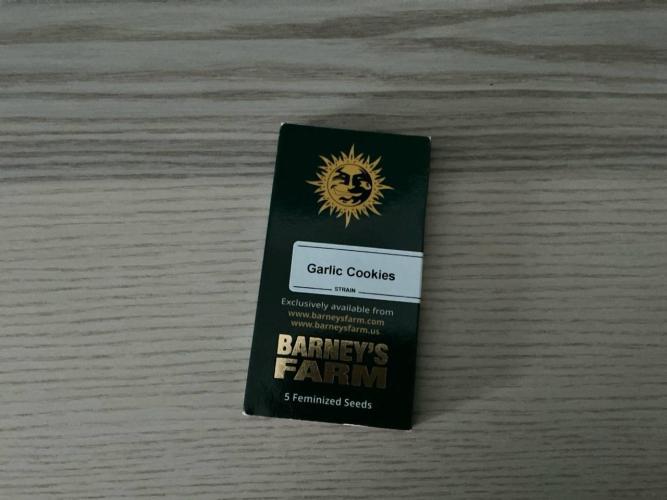 Garlic Cookies
STRAIN
Exclusively available from
www.barneysfarm.com
www.barneysfarm.us
BARNEY'S
FARM
5 Feminized Seeds